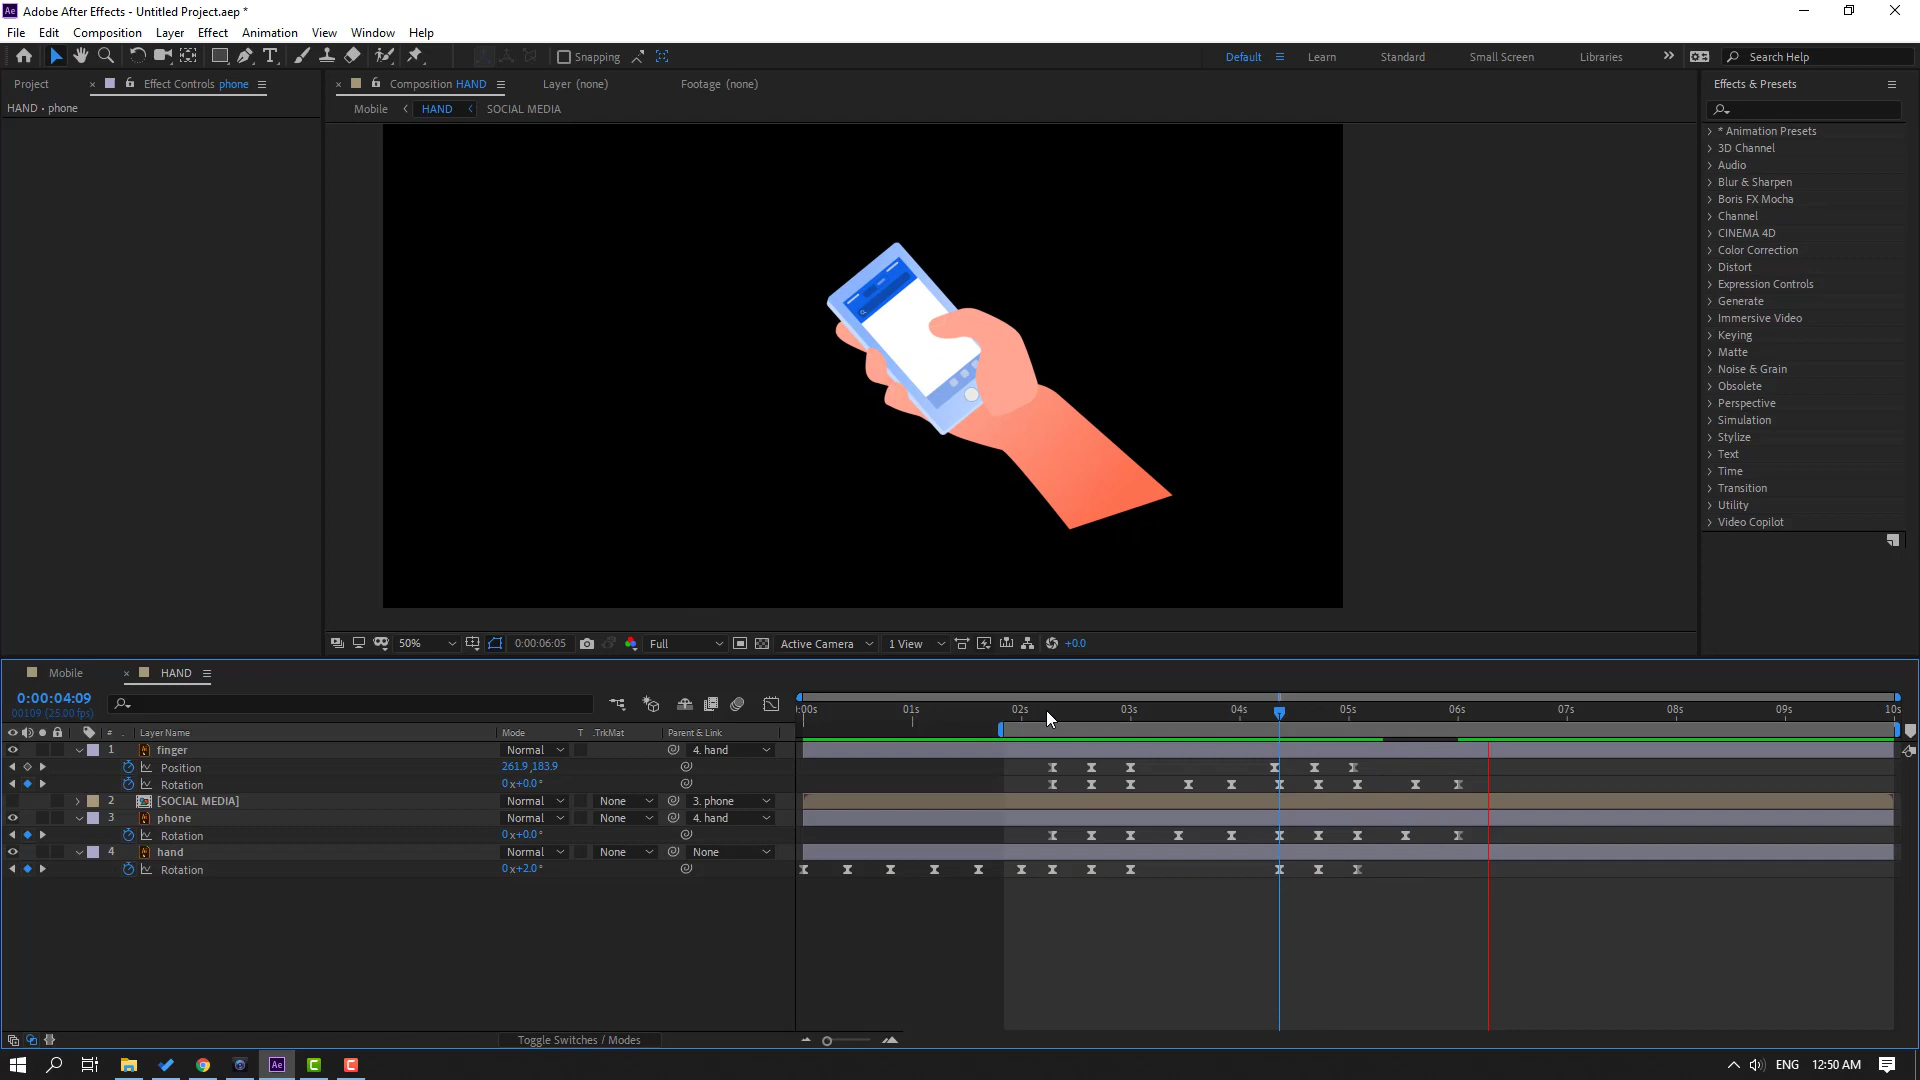 Ae Adobe After Effects - Untitled Project.aep *
File Edit Composition Layer Effect Animation View Window Help
Snapping Default Learn Standard Small Screen Libraries Search Help
Project Effect Controls phone Composition HAND Layer (none) Footage (none) Effects & Presets
HAND • phone Mobile HAND SOCIAL MEDIA
* Animation Presets
3D Channel
Audio
Blur & Sharpen
Boris FX Mocha
Channel
CINEMA 4D
Color Correction
Distort
Expression Controls
Generate
Immersive Video
Keying
Matte
Noise & Grain
Obsolete
Perspective
Simulation
Stylize
Text
Time
Transition
Utility
Video Copilot
50% 0:00:06:05 Full Active Camera 1 View +0.0
Mobile HAND
0:00:04:09
00109 (25.00 fps)
:00s 01s 02s 03s 04s 05s 06s 07s 08s 09s 10s
# Layer Name Mode T .TrkMat Parent & Link
1 finger Normal 4. hand
Position 261.9,183.9
Rotation 0x+0.0°
2 [SOCIAL MEDIA] Normal None 3. phone
3 phone Normal None 4. hand
Rotation 0x+0.0°
4 hand Normal None None
Rotation 0x+2.0°
Toggle Switches / Modes
Ae ENG 12:50 AM